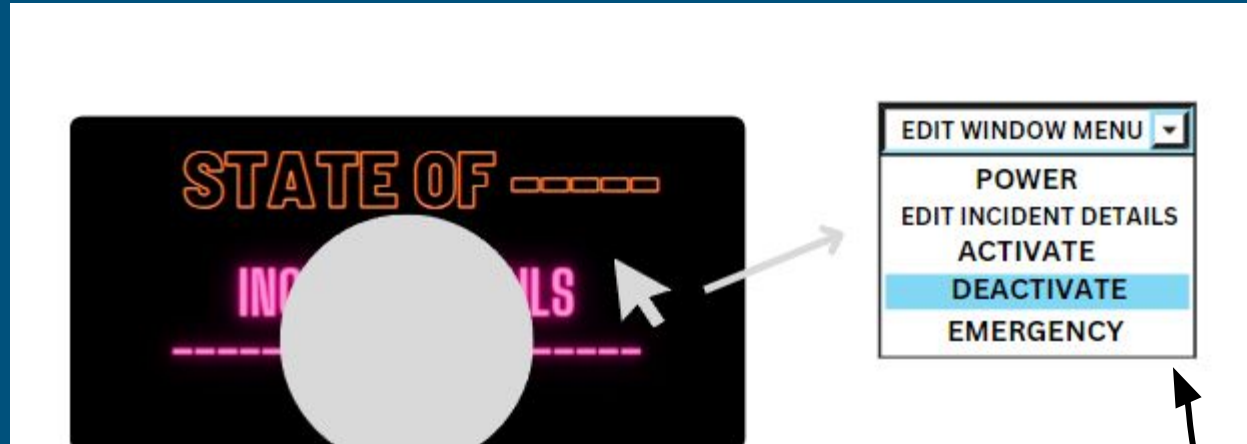 STATE OF -----
EDIT WINDOW MENU
POWER
EDIT INCIDENT DETAILS
ACTIVATE
DEACTIVATE
EMERGENCY